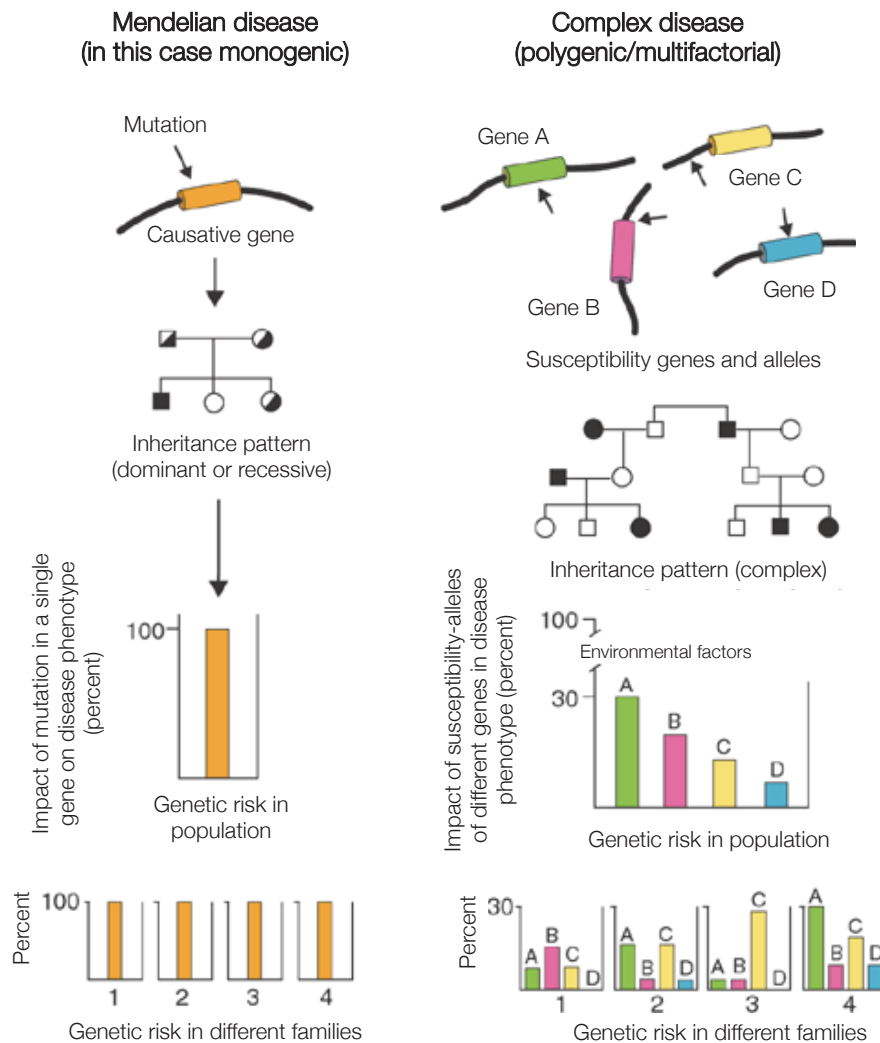 Mendelian disease
(in this case monogenic)
Mutation
Causative gene
Inheritance pattern
(dominant or recessive)
Impact of mutation in a single
gene on disease phenotype
(percent)
100
Genetic risk in
population
Percent
100
1 2 3 4
Genetic risk in different families
Complex disease
(polygenic/multifactorial)
Gene A
Gene C
Gene B
Gene D
Susceptibility genes and alleles
Inheritance pattern (complex)
Impact of susceptibility-alleles
of different genes in disease
phenotype (percent)
100
Environmental factors
30
A B C D
Genetic risk in population
Percent
30
A B C D
A B C D
A B C D
A B C D
1 2 3 4
Genetic risk in different families